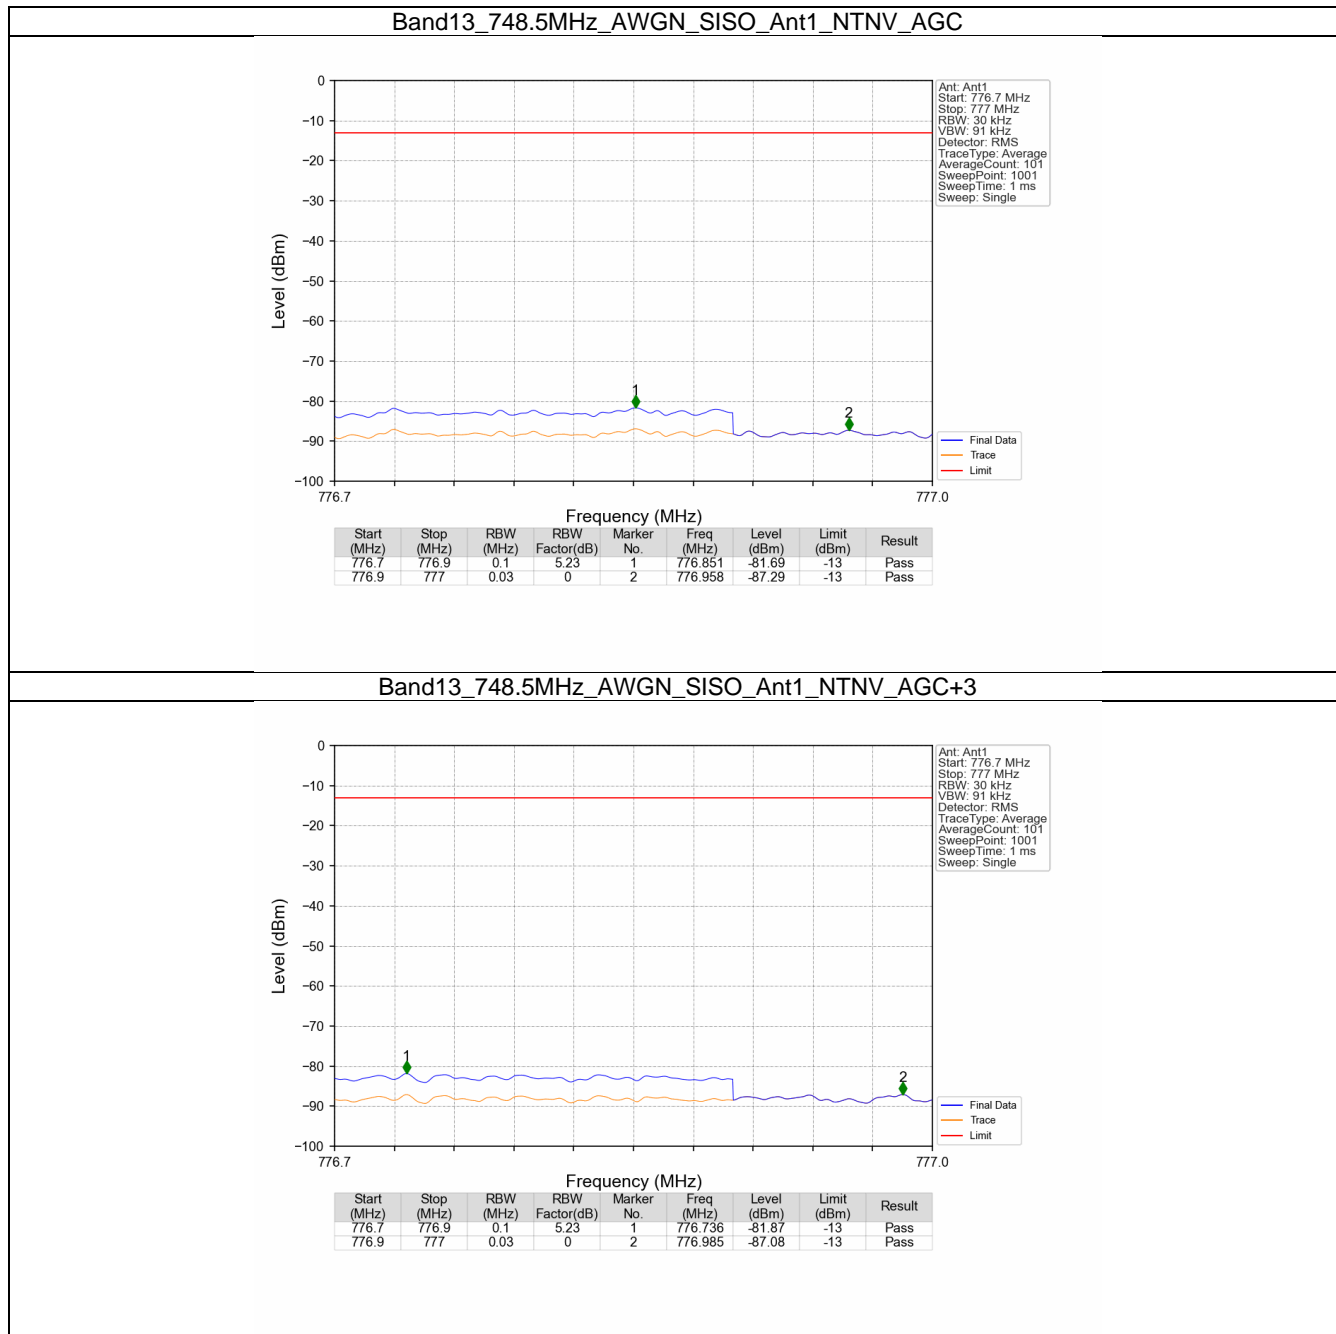 Band13_748.5MHz_AWGN_SISO_Ant1_NTNV_AGC
Ant: Ant1
Start: 776.7 MHz
Stop: 777 MHz
RBW: 30 kHz
VBW: 91 kHz
Detector: RMS
TraceType: Average
AverageCount: 101
SweepPoint: 1001
SweepTime: 1 ms
Sweep: Single
0
−10
−20
−30
−40
−50
−60
−70
−80
−90
−100
Level (dBm)
1
2
Final Data
Trace
Limit
776.7 777.0
Frequency (MHz)
Start (MHz) Stop (MHz) RBW (MHz) RBW Factor(dB) Marker No. Freq (MHz) Level (dBm) Limit (dBm) Result
776.7 776.9 0.1 5.23 1 776.851 -81.69 -13 Pass
776.9 777 0.03 0 2 776.958 -87.29 -13 Pass
Band13_748.5MHz_AWGN_SISO_Ant1_NTNV_AGC+3
Ant: Ant1
Start: 776.7 MHz
Stop: 777 MHz
RBW: 30 kHz
VBW: 91 kHz
Detector: RMS
TraceType: Average
AverageCount: 101
SweepPoint: 1001
SweepTime: 1 ms
Sweep: Single
0
−10
−20
−30
−40
−50
−60
−70
−80
−90
−100
Level (dBm)
1
2
Final Data
Trace
Limit
776.7 777.0
Frequency (MHz)
Start (MHz) Stop (MHz) RBW (MHz) RBW Factor(dB) Marker No. Freq (MHz) Level (dBm) Limit (dBm) Result
776.7 776.9 0.1 5.23 1 776.736 -81.87 -13 Pass
776.9 777 0.03 0 2 776.985 -87.08 -13 Pass